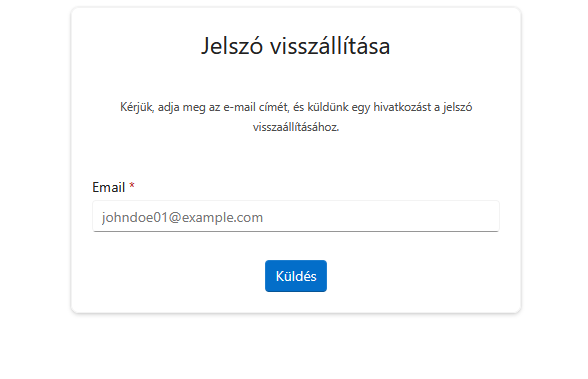 Jelszó visszállítása
Kérjük, adja meg az e-mail címét, és küldünk egy hivatkozást a jelszó
visszaállításához.
Email *
johndoe01@example.com
Küldés